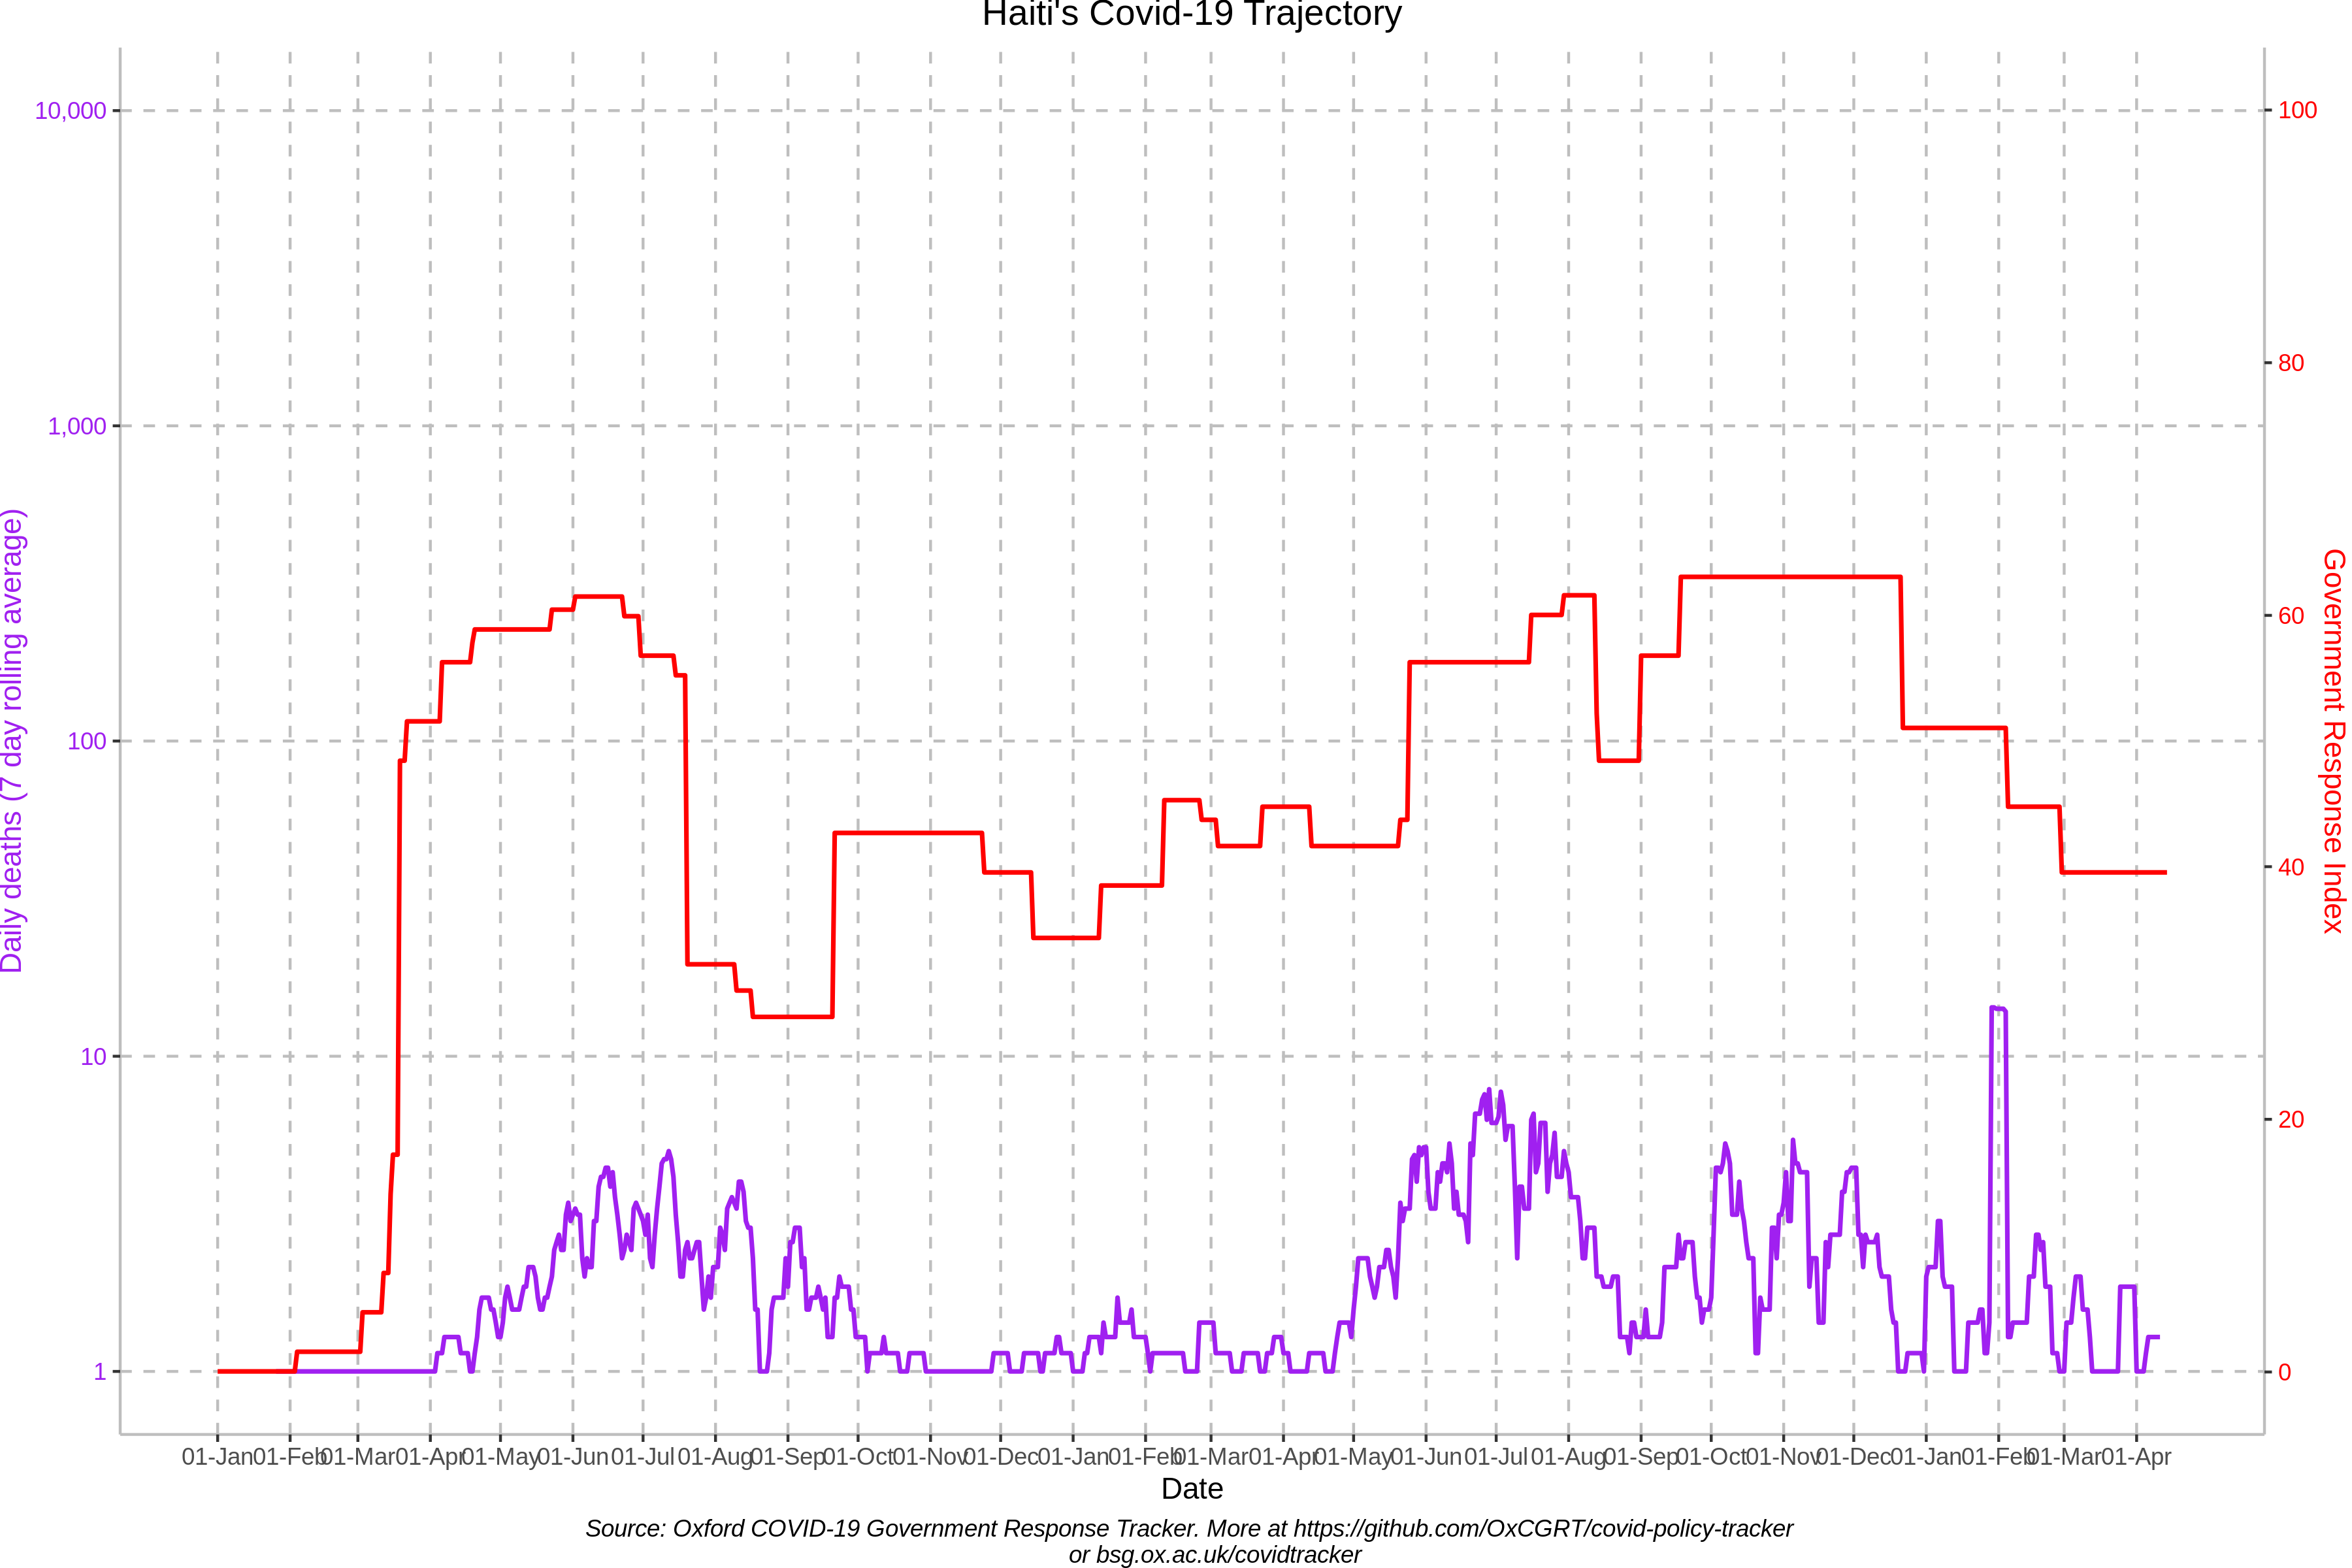 Haiti's Covid-19 Trajectory
10,000
1,000
100
10
1
Daily deaths (7 day rolling average)
100
80
60
40
20
0
Government Response Index
01-Jan 01-Feb 01-Mar 01-Apr 01-May 01-Jun 01-Jul 01-Aug 01-Sep 01-Oct 01-Nov 01-Dec 01-Jan 01-Feb 01-Mar 01-Apr 01-May 01-Jun 01-Jul 01-Aug 01-Sep 01-Oct 01-Nov 01-Dec 01-Jan 01-Feb 01-Mar 01-Apr
Date
Source: Oxford COVID-19 Government Response Tracker. More at https://github.com/OxCGRT/covid-policy-tracker
or bsg.ox.ac.uk/covidtracker